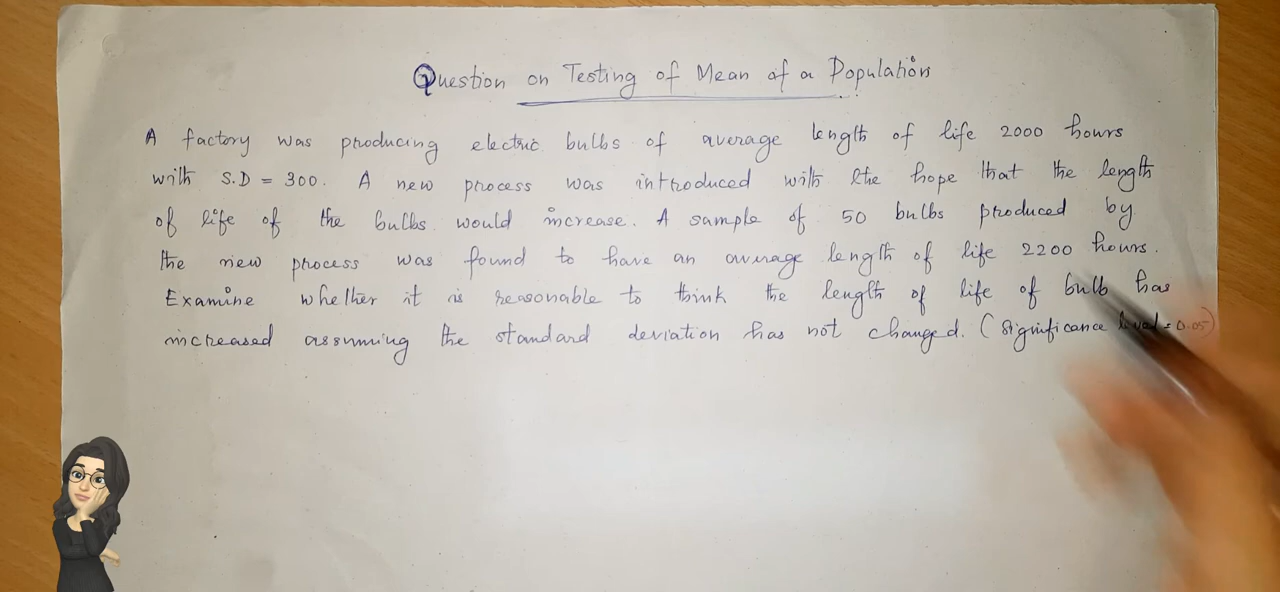 Question on Testing of Mean of a Population
A factory was producing electric bulbs of average length of life 2000 hours
with S.D = 300. A new process was introduced with the hope that the length
of life of the bulbs would increase. A sample of 50 bulbs produced by
the new process was found to have an average length of life 2200 hours.
Examine whether it is reasonable to think the length of life of bulb has
increased assuming the standard deviation has not changed. (Significance level = 0.05)